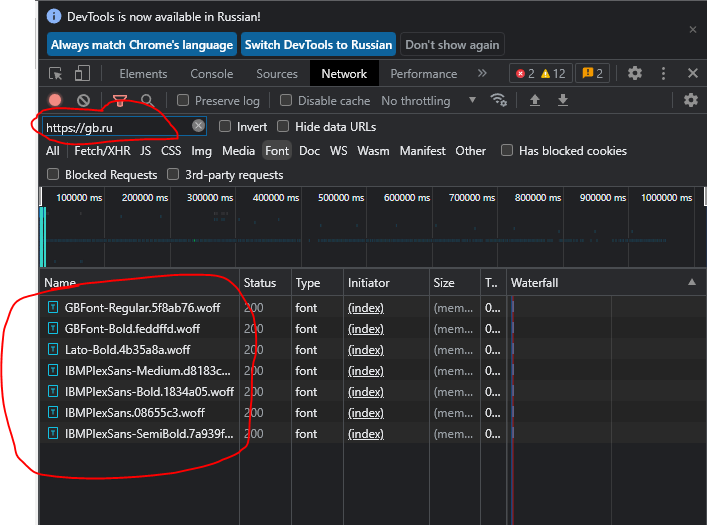 DevTools is now available in Russian!
Always match Chrome's language Switch DevTools to Russian Don't show again
Elements Console Sources Network Performance » 2 12 2
Preserve log Disable cache No throttling
https://gb.ru Invert Hide data URLs
All Fetch/XHR JS CSS Img Media Font Doc WS Wasm Manifest Other Has blocked cookies
Blocked Requests 3rd-party requests
100000 ms 200000 ms 300000 ms 400000 ms 500000 ms 600000 ms 700000 ms 800000 ms 900000 ms 1000000 ms
Name Status Type Initiator Size T.. Waterfall
GBFont-Regular.5f8ab76.woff 200 font (index) (mem... 0...
GBFont-Bold.feddffd.woff 200 font (index) (mem... 0...
Lato-Bold.4b35a8a.woff 200 font (index) (mem... 0...
IBMPlexSans-Medium.d8183c... 200 font (index) (mem... 0...
IBMPlexSans-Bold.1834a05.woff 200 font (index) (mem... 0...
IBMPlexSans.08655c3.woff 200 font (index) (mem... 0...
IBMPlexSans-SemiBold.7a939f... 200 font (index) (mem... 0...